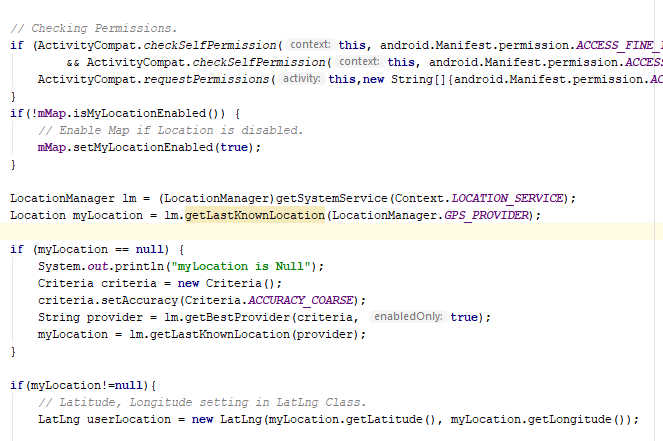 // Checking Permissions.
if (ActivityCompat.checkSelfPermission( context: this, android.Manifest.permission.ACCESS_FINE_
&& ActivityCompat.checkSelfPermission( context: this, android.Manifest.permission.ACCESS
ActivityCompat.requestPermissions( activity: this,new String[]{android.Manifest.permission.AC
}
if(!mMap.isMyLocationEnabled()) {
// Enable Map if Location is disabled.
mMap.setMyLocationEnabled(true);
}
LocationManager lm = (LocationManager)getSystemService(Context.LOCATION_SERVICE);
Location myLocation = lm.getLastKnownLocation(LocationManager.GPS_PROVIDER);
if (myLocation == null) {
System.out.println("myLocation is Null");
Criteria criteria = new Criteria();
criteria.setAccuracy(Criteria.ACCURACY_COARSE);
String provider = lm.getBestProvider(criteria, enabledOnly: true);
myLocation = lm.getLastKnownLocation(provider);
}
if(myLocation!=null){
// Latitude, Longitude setting in LatLng Class.
LatLng userLocation = new LatLng(myLocation.getLatitude(), myLocation.getLongitude());